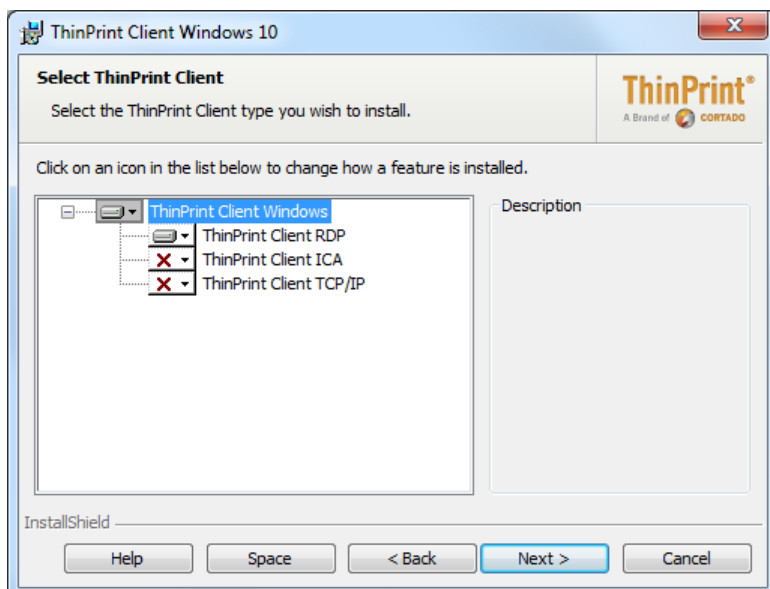 ThinPrint Client Windows 10
Select ThinPrint Client
Select the ThinPrint Client type you wish to install.
ThinPrint®
A Brand of CORTADO
Click on an icon in the list below to change how a feature is installed.
ThinPrint Client Windows
ThinPrint Client RDP
ThinPrint Client ICA
ThinPrint Client TCP/IP
Description
InstallShield
Help Space < Back Next > Cancel